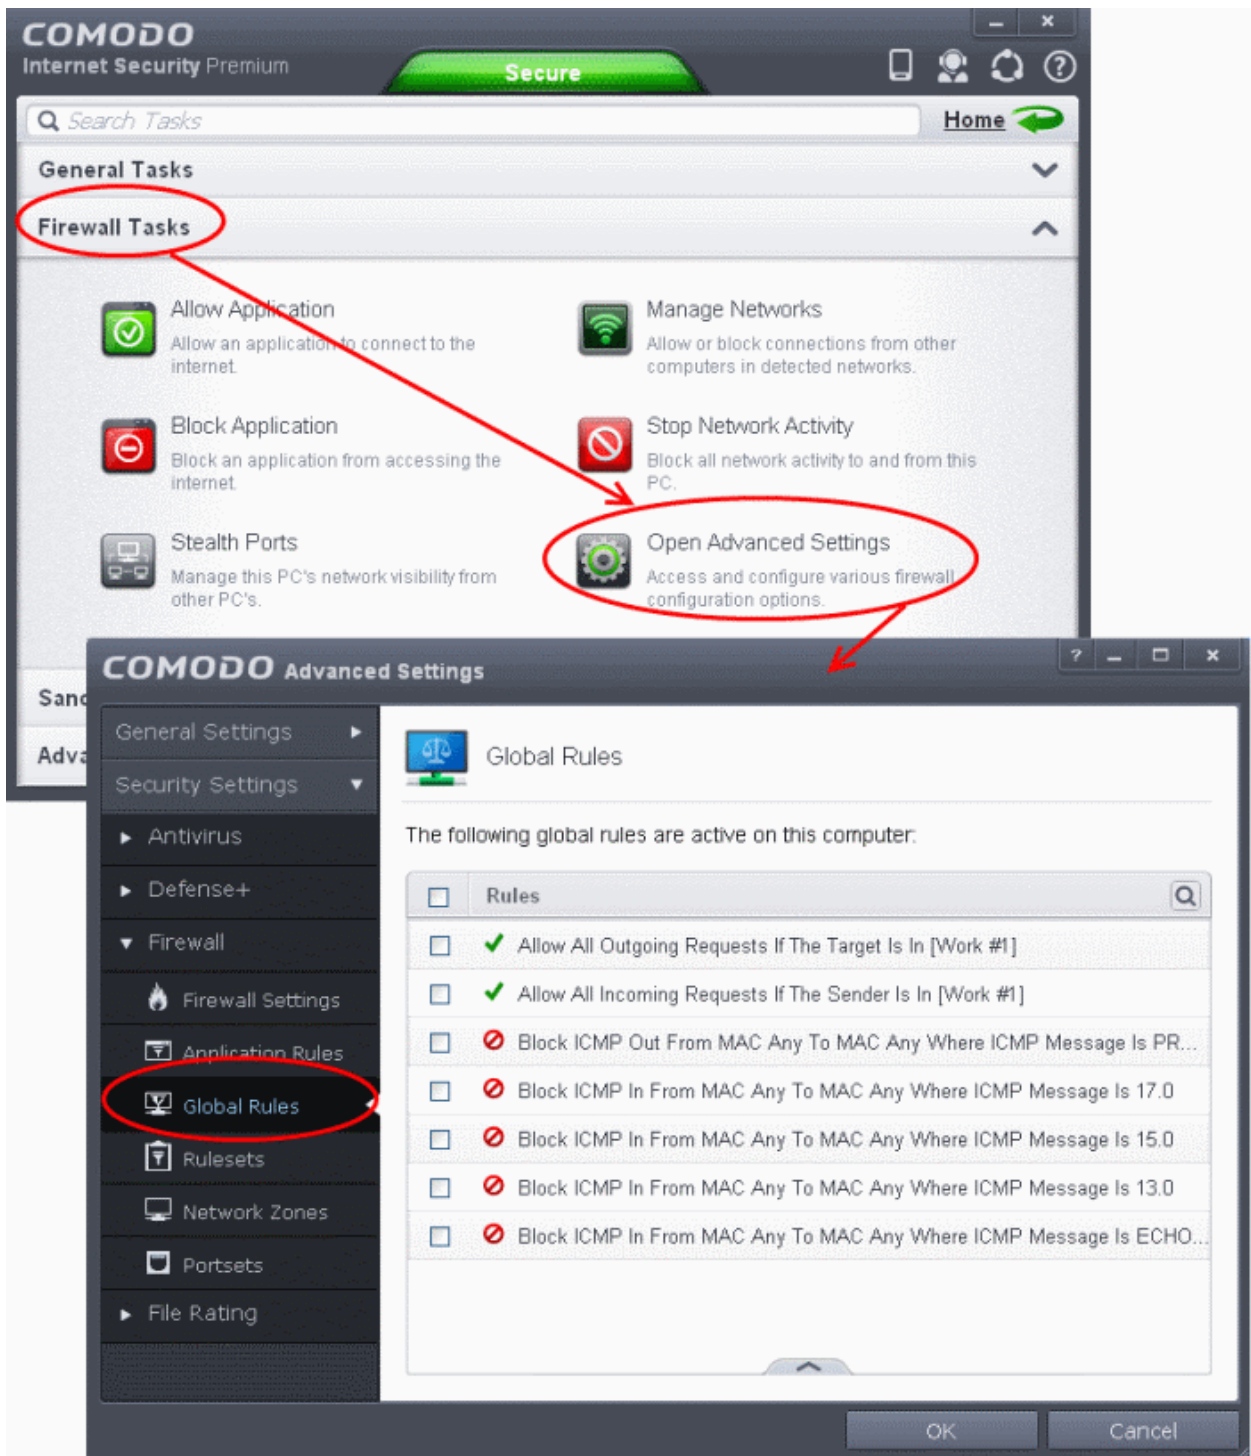 COMODO
Internet Security Premium
Secure
Search Tasks
Home
General Tasks
Firewall Tasks
Allow Application
Allow an application to connect to the
internet.
Manage Networks
Allow or block connections from other
computers in detected networks.
Block Application
Block an application from accessing the
internet.
Stop Network Activity
Block all network activity to and from this
PC.
Stealth Ports
Manage this PC's network visibility from
other PC's.
Open Advanced Settings
Access and configure various firewall
configuration options.
Sand
Adva
COMODO Advanced Settings
General Settings
Security Settings
Antivirus
Defense+
Firewall
Firewall Settings
Application Rules
Global Rules
Rulesets
Network Zones
Portsets
File Rating
Global Rules
The following global rules are active on this computer:
Rules
Allow All Outgoing Requests If The Target Is In [Work #1]
Allow All Incoming Requests If The Sender Is In [Work #1]
Block ICMP Out From MAC Any To MAC Any Where ICMP Message Is PR...
Block ICMP In From MAC Any To MAC Any Where ICMP Message Is 17.0
Block ICMP In From MAC Any To MAC Any Where ICMP Message Is 15.0
Block ICMP In From MAC Any To MAC Any Where ICMP Message Is 13.0
Block ICMP In From MAC Any To MAC Any Where ICMP Message Is ECHO...
OK
Cancel